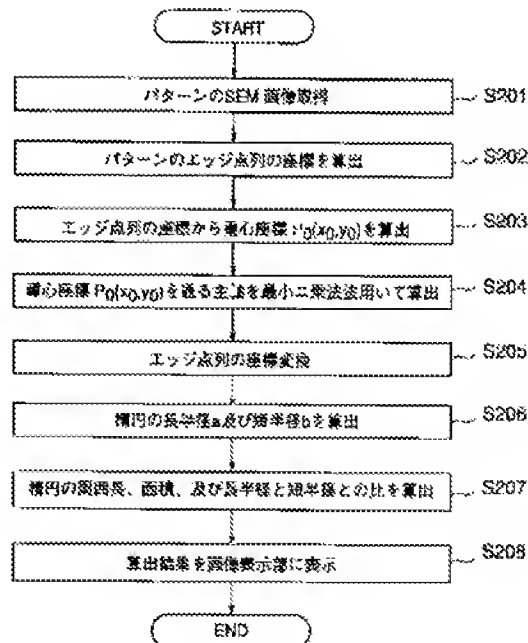 START
パターンのSEM画像取得
S201
パターンのエッジ点列の座標を算出
S202
エッジ点列の座標から重心座標 P0(x0,y0)を算出
S203
重心座標 P0(x0,y0)を通る主軸を最小二乗法用いて算出
S204
エッジ点列の座標変換
S205
楕円の長半径a及び短半径bを算出
S206
楕円の周囲長、面積、及び長半径と短半径との比を算出
S207
算出結果を画像表示部に表示
S208
END